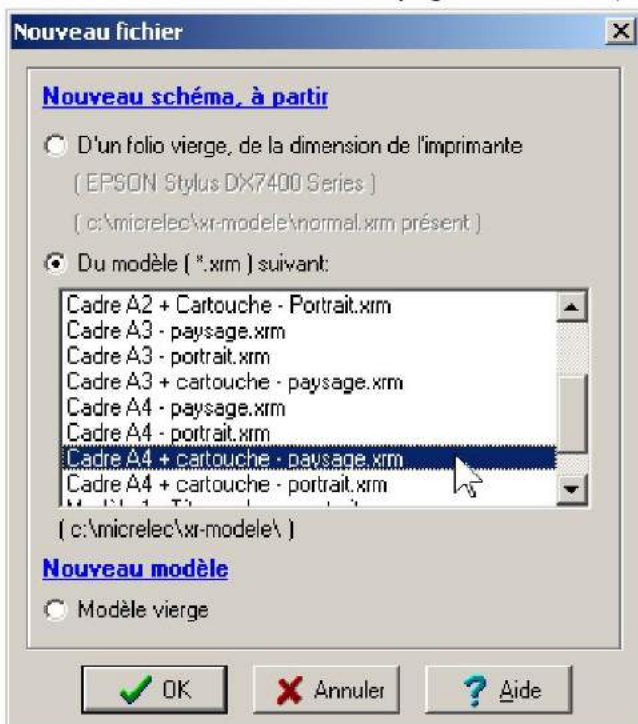 Nouveau fichier
Nouveau schéma, à partir
D'un folio vierge, de la dimension de l'imprimante
( EPSON Stylus DX7400 Series )
( c:\micrelec\xr-modele\normal.xrm présent )
Du modèle ( *.xrm ) suivant:
Cadre A2 + Cartouche - Portrait.xrm
Cadre A3 - paysage.xrm
Cadre A3 - portrait.xrm
Cadre A3 + cartouche - paysage.xrm
Cadre A4 - paysage.xrm
Cadre A4 - portrait.xrm
Cadre A4 + cartouche - paysage.xrm
Cadre A4 + cartouche - portrait.xrm
( c:\micrelec\xr-modele\ )
Nouveau modèle
Modèle vierge
OK Annuler Aide